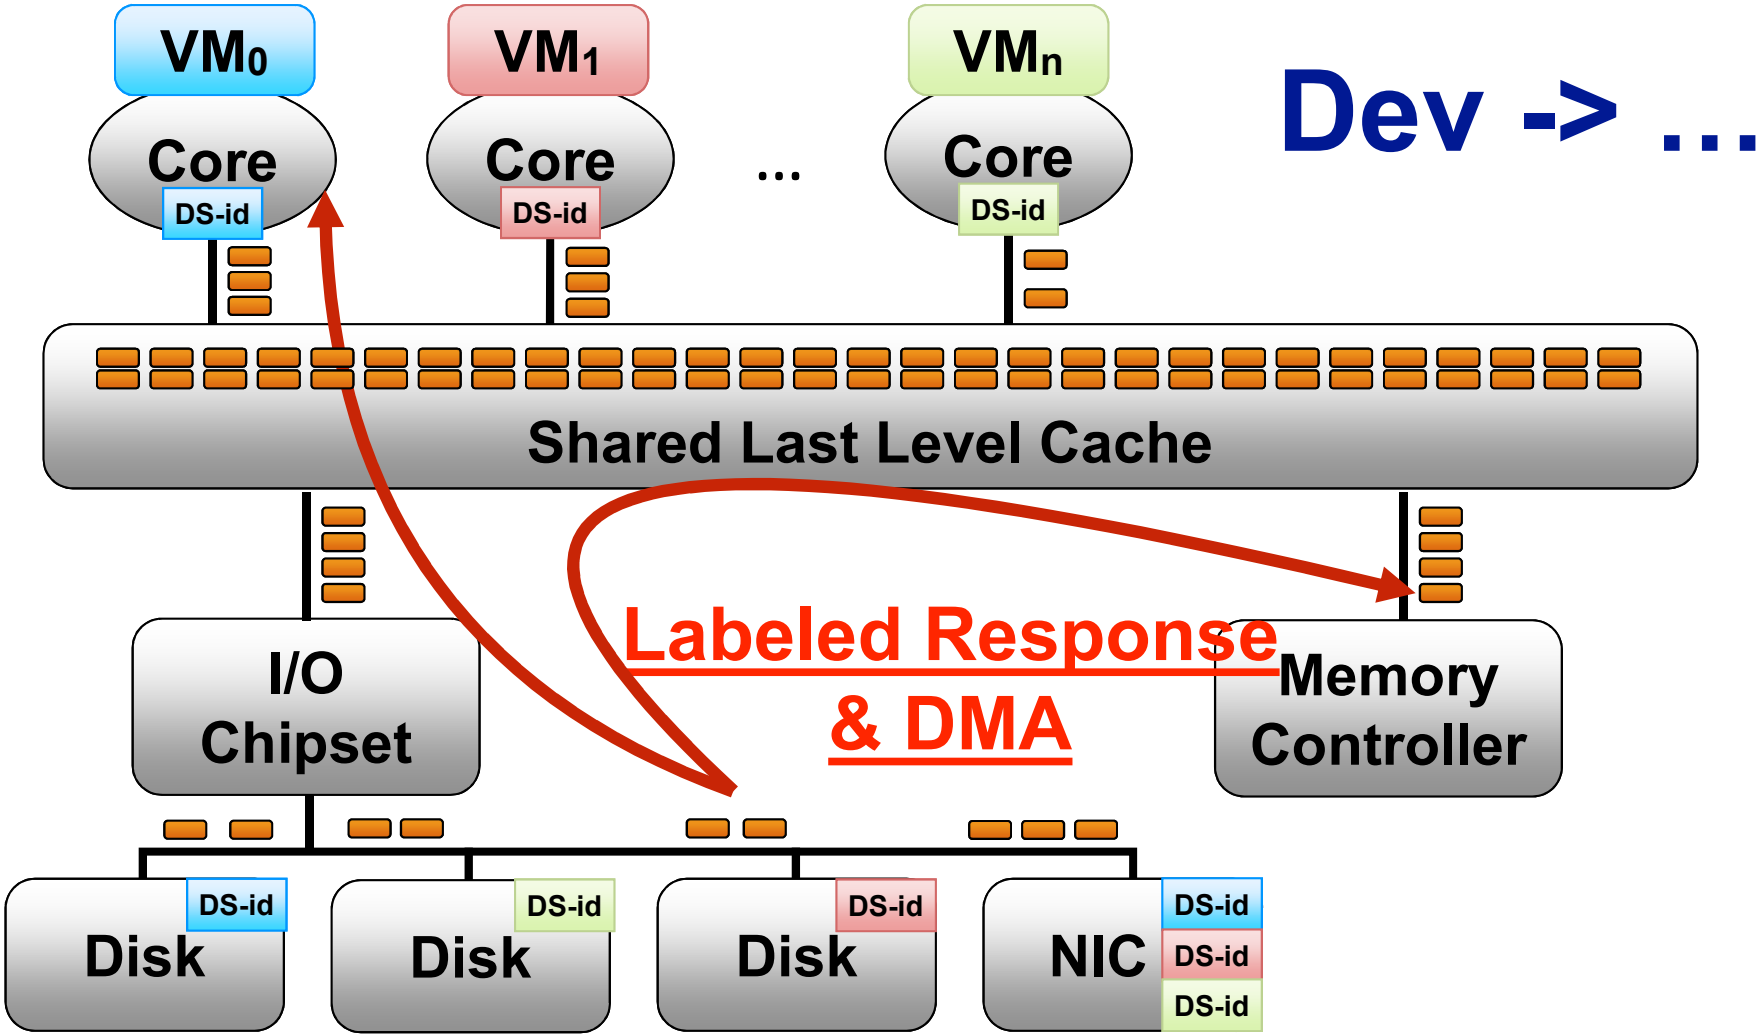 VM0
VM1
VMn
Dev -> …
Core
Core
...
Core
DS-id
DS-id
DS-id
Shared Last Level Cache
Labeled Response
& DMA
I/O
Chipset
Memory
Controller
DS-id
Disk
DS-id
Disk
DS-id
Disk
NIC
DS-id
DS-id
DS-id